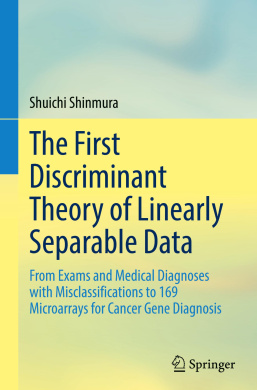 Shuichi Shinmura
The First
Discriminant
Theory of Linearly
Separable Data
From Exams and Medical Diagnoses
with Misclassifications to 169
Microarrays for Cancer Gene Diagnosis
Springer